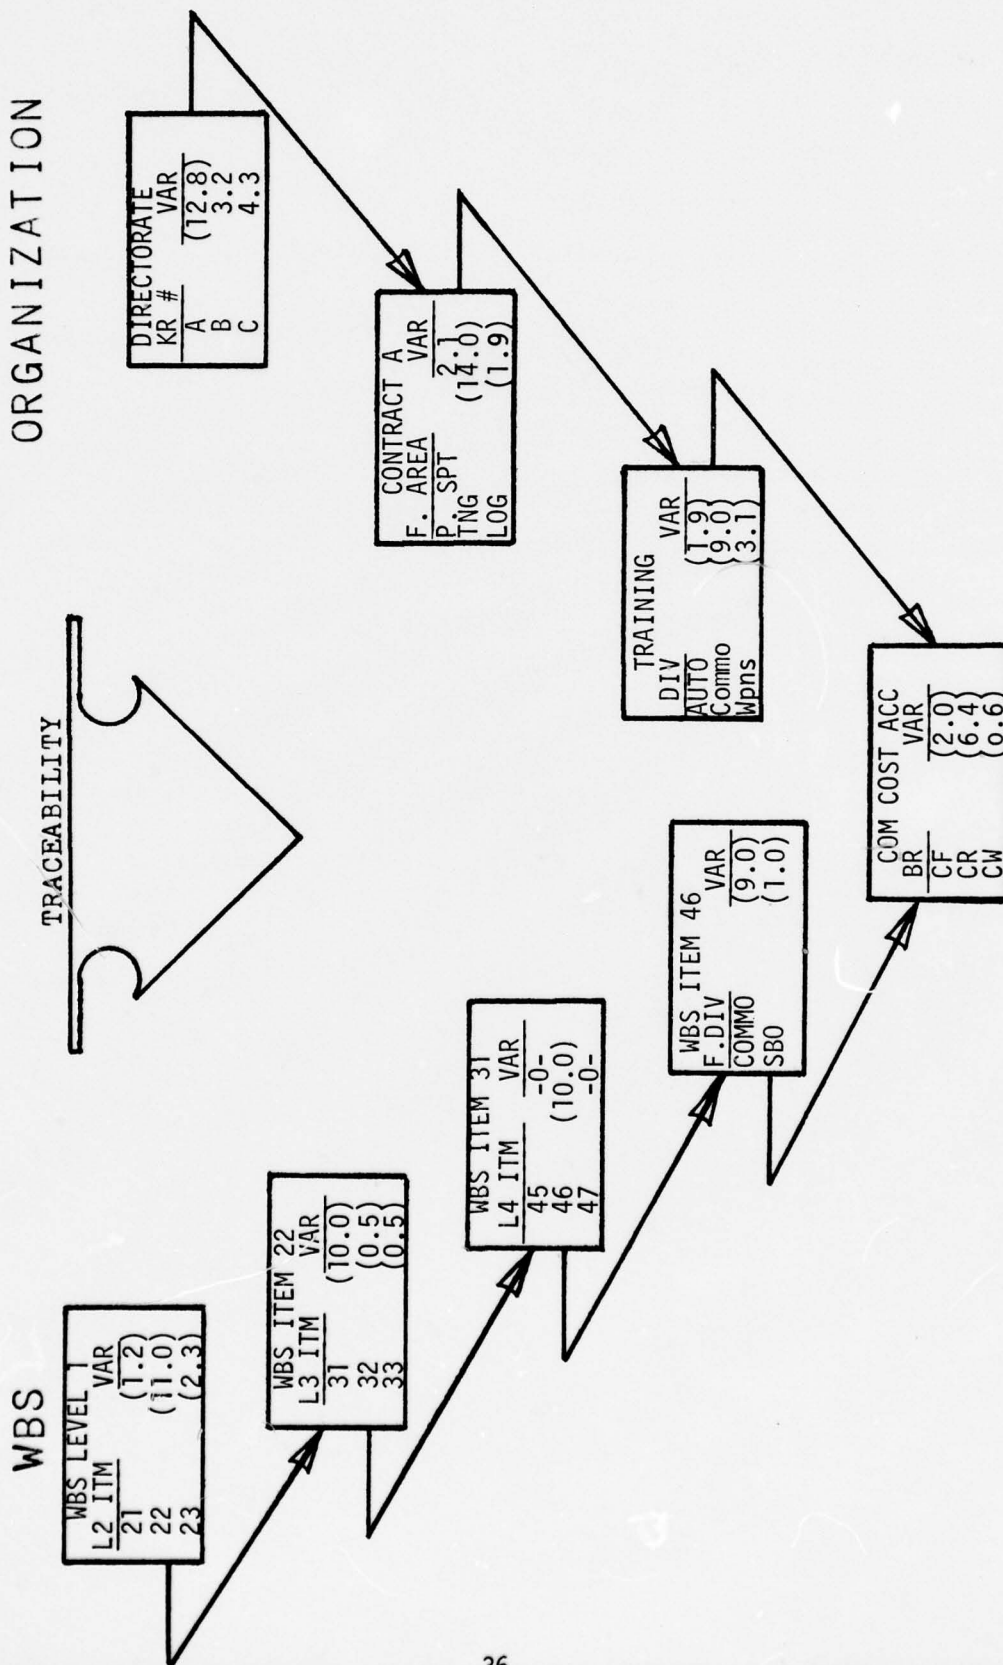 TRACEABILITY
WBS
ORGANIZATION
WBS LEVEL 1
L2 ITM VAR
21 (1.2)
22 (11.0)
23 (2.3)
WBS ITEM 22
L3 ITM VAR
31 (10.0)
32 (0.5)
33 (0.5)
WBS ITEM 31
L4 ITM VAR
45 -0-
46 (10.0)
47 -0-
WBS ITEM 46
F.DIV VAR
COMMO (9.0)
SBO (1.0)
DIRECTORATE
KR # VAR
A (12.8)
B 3.2
C 4.3
CONTRACT A
F. AREA VAR
P. SPT 2.1
TNG (14.0)
LOG (1.9)
TRAINING
DIV VAR
AUTO (1.9)
Commo (9.0)
Wpns (3.1)
COM COST ACC
BR VAR
CF (2.0)
CR (6.4)
CW (0.6)
36